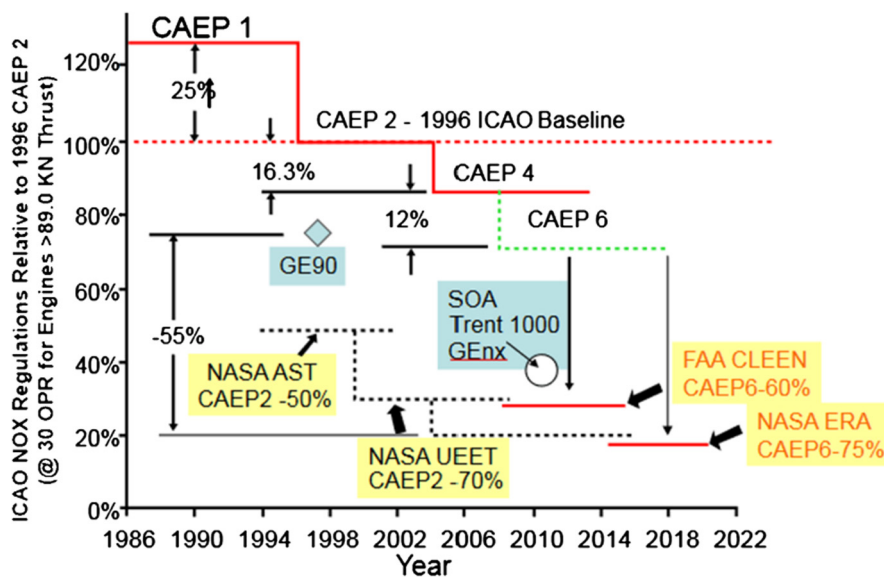 ICAO NOX Regulations Relative to 1996 CAEP 2
(@ 30 OPR for Engines >89.0 KN Thrust)
CAEP 1
120%
25%
CAEP 2 - 1996 ICAO Baseline
100%
16.3%
CAEP 4
80%
12%
CAEP 6
GE90
60%
SOA
Trent 1000
GEnx
-55%
40%
NASA AST
CAEP2 -50%
FAA CLEEN
CAEP6-60%
NASA ERA
CAEP6-75%
20%
NASA UEET
CAEP2 -70%
0%
1986 1990 1994 1998 2002 2006 2010 2014 2018 2022
Year